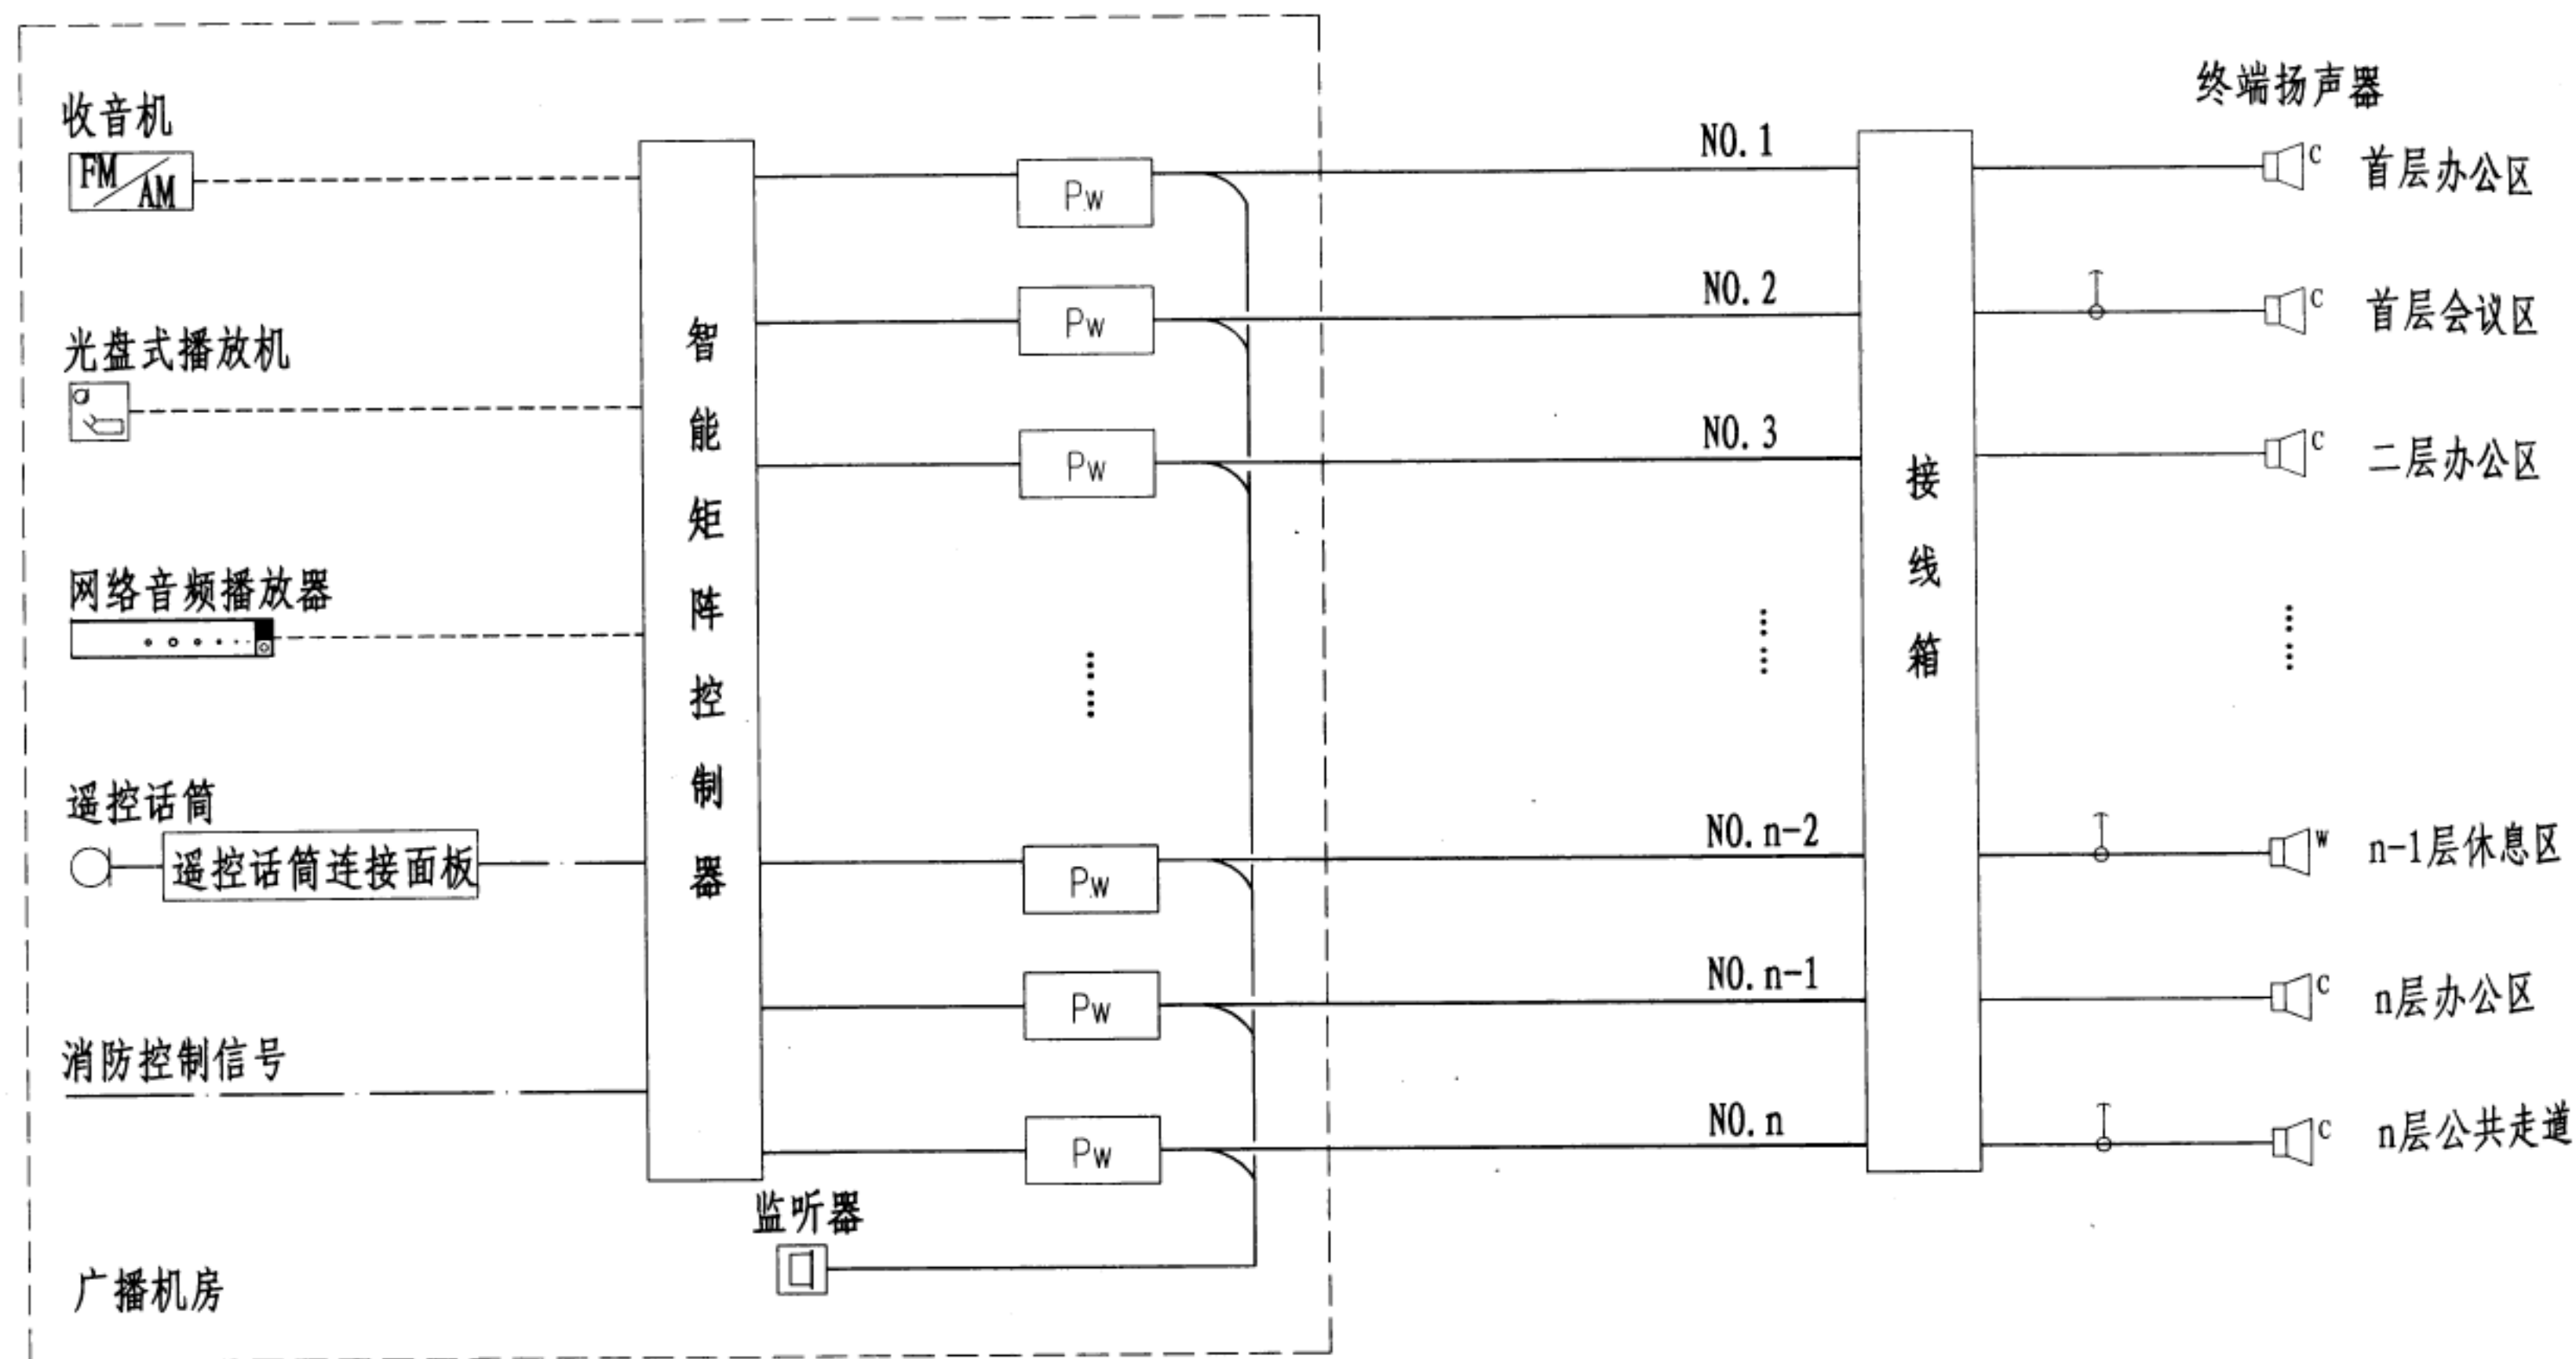 终端扬声器
收音机
FM/AM
光盘式播放机
网络音频播放器
遥控话筒
遥控话筒连接面板
消防控制信号
广播机房
智能矩阵控制器
Pw
Pw
Pw
……
Pw
Pw
Pw
监听器
NO.1
NO.2
NO.3
……
NO.n-2
NO.n-1
NO.n
接线箱
C 首层办公区
C 首层会议区
C 二层办公区
……
W n-1层休息区
C n层办公区
C n层公共走道